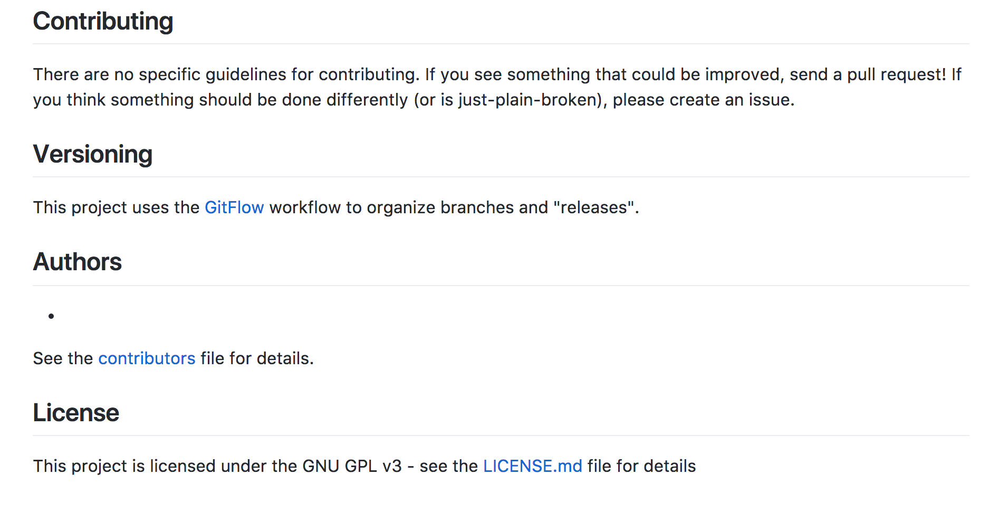 Contributing
There are no specific guidelines for contributing. If you see something that could be improved, send a pull request! If
you think something should be done differently (or is just-plain-broken), please create an issue.
Versioning
This project uses the GitFlow workflow to organize branches and "releases".
Authors
•
See the contributors file for details.
License
This project is licensed under the GNU GPL v3 - see the LICENSE.md file for details